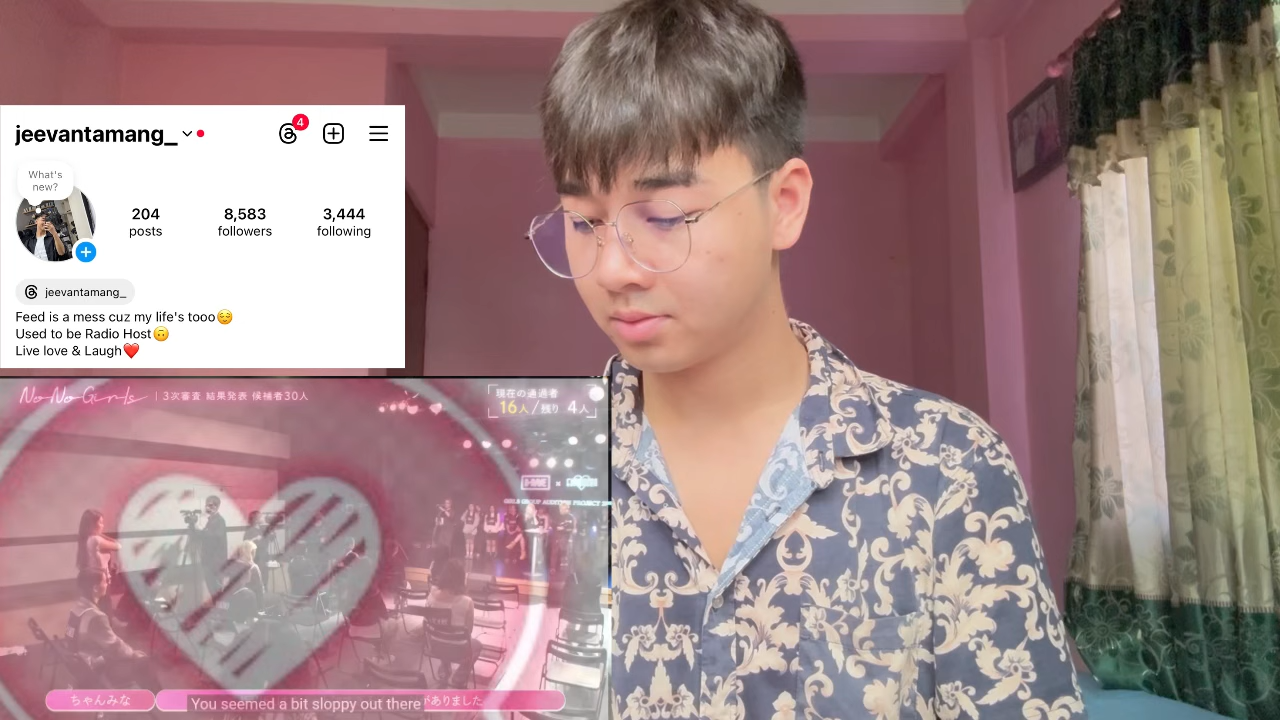 jeevantamang_
4
What's
new?
204
posts
8,583
followers
3,444
following
jeevantamang_
Feed is a mess cuz my life's tooo😌
Used to be Radio Host🙃
Live love & Laugh❤️
No No Girls | 3次審査 結果発表 候補者30人
現在の通過者
16人/残り 4人
ちゃんみな
がありました
You seemed a bit sloppy out there